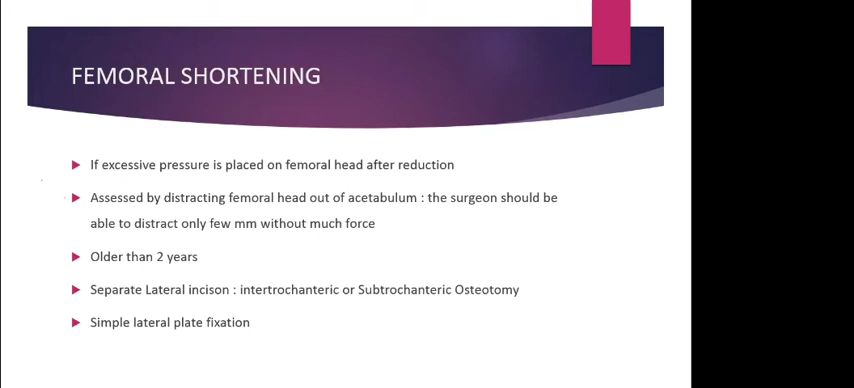 FEMORAL SHORTENING
If excessive pressure is placed on femoral head after reduction
Assessed by distracting femoral head out of acetabulum : the surgeon should be
able to distract only few mm without much force
Older than 2 years
Separate Lateral incison : intertrochanteric or Subtrochanteric Osteotomy
Simple lateral plate fixation